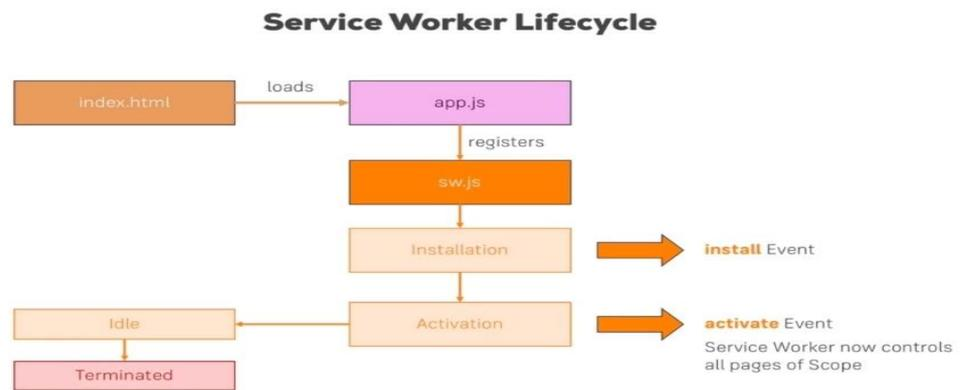 Service Worker Lifecycle
index.html
loads
app.js
registers
sw.js
Installation
install Event
Idle
Activation
activate Event
Service Worker now controls
all pages of Scope
Terminated